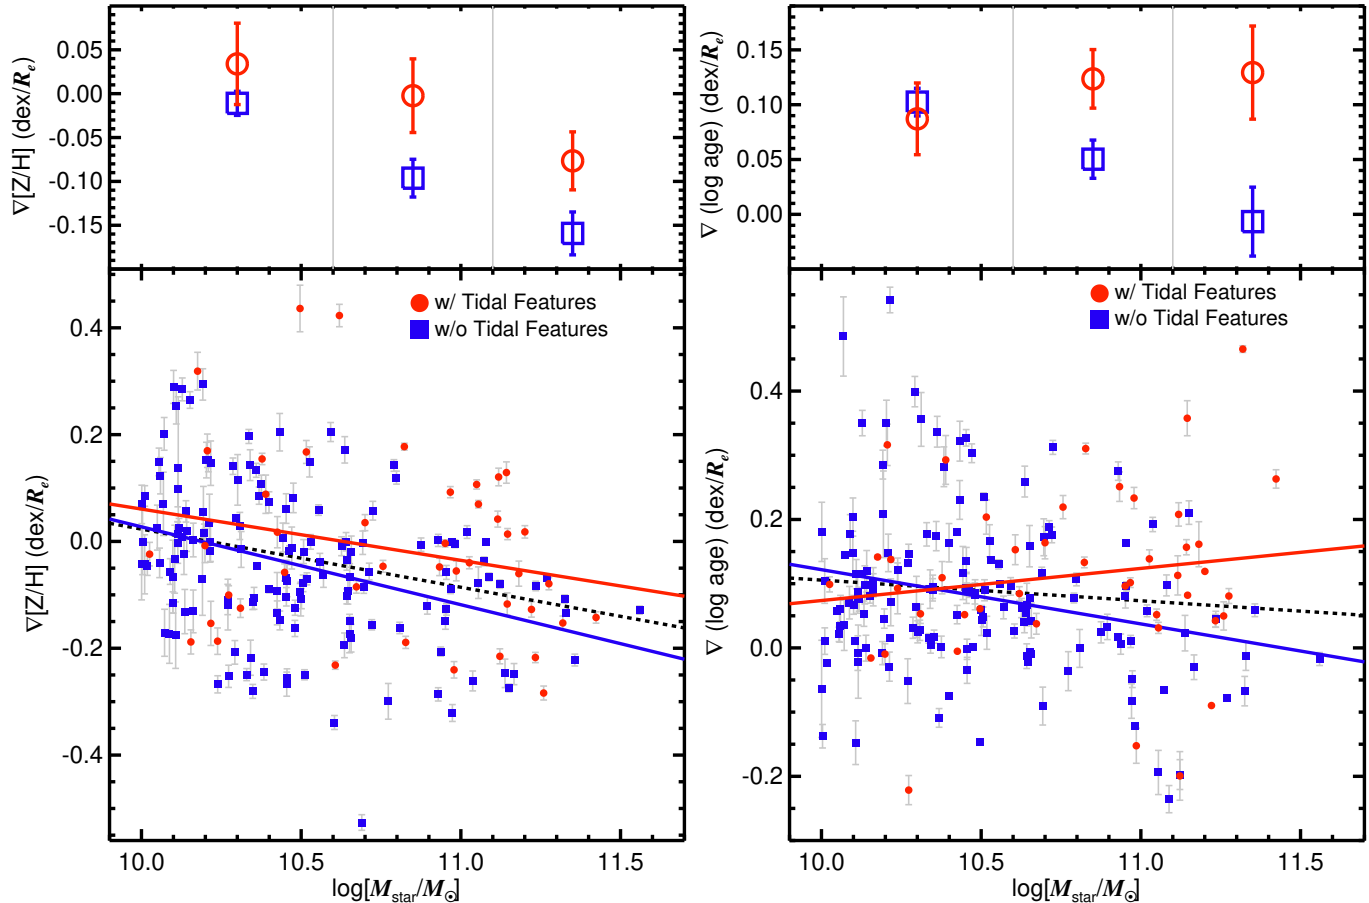 ∇[Z/H] (dex/Re)
0.05
0.00
-0.05
-0.10
-0.15
∇ (log age) (dex/Re)
0.15
0.10
0.05
0.00
w/ Tidal Features
w/o Tidal Features
∇[Z/H] (dex/Re)
0.4
0.2
0.0
-0.2
-0.4
10.0 10.5 11.0 11.5
log[Mstar/M⊙]
w/ Tidal Features
w/o Tidal Features
∇ (log age) (dex/Re)
0.4
0.2
0.0
-0.2
10.0 10.5 11.0 11.5
log[Mstar/M⊙]